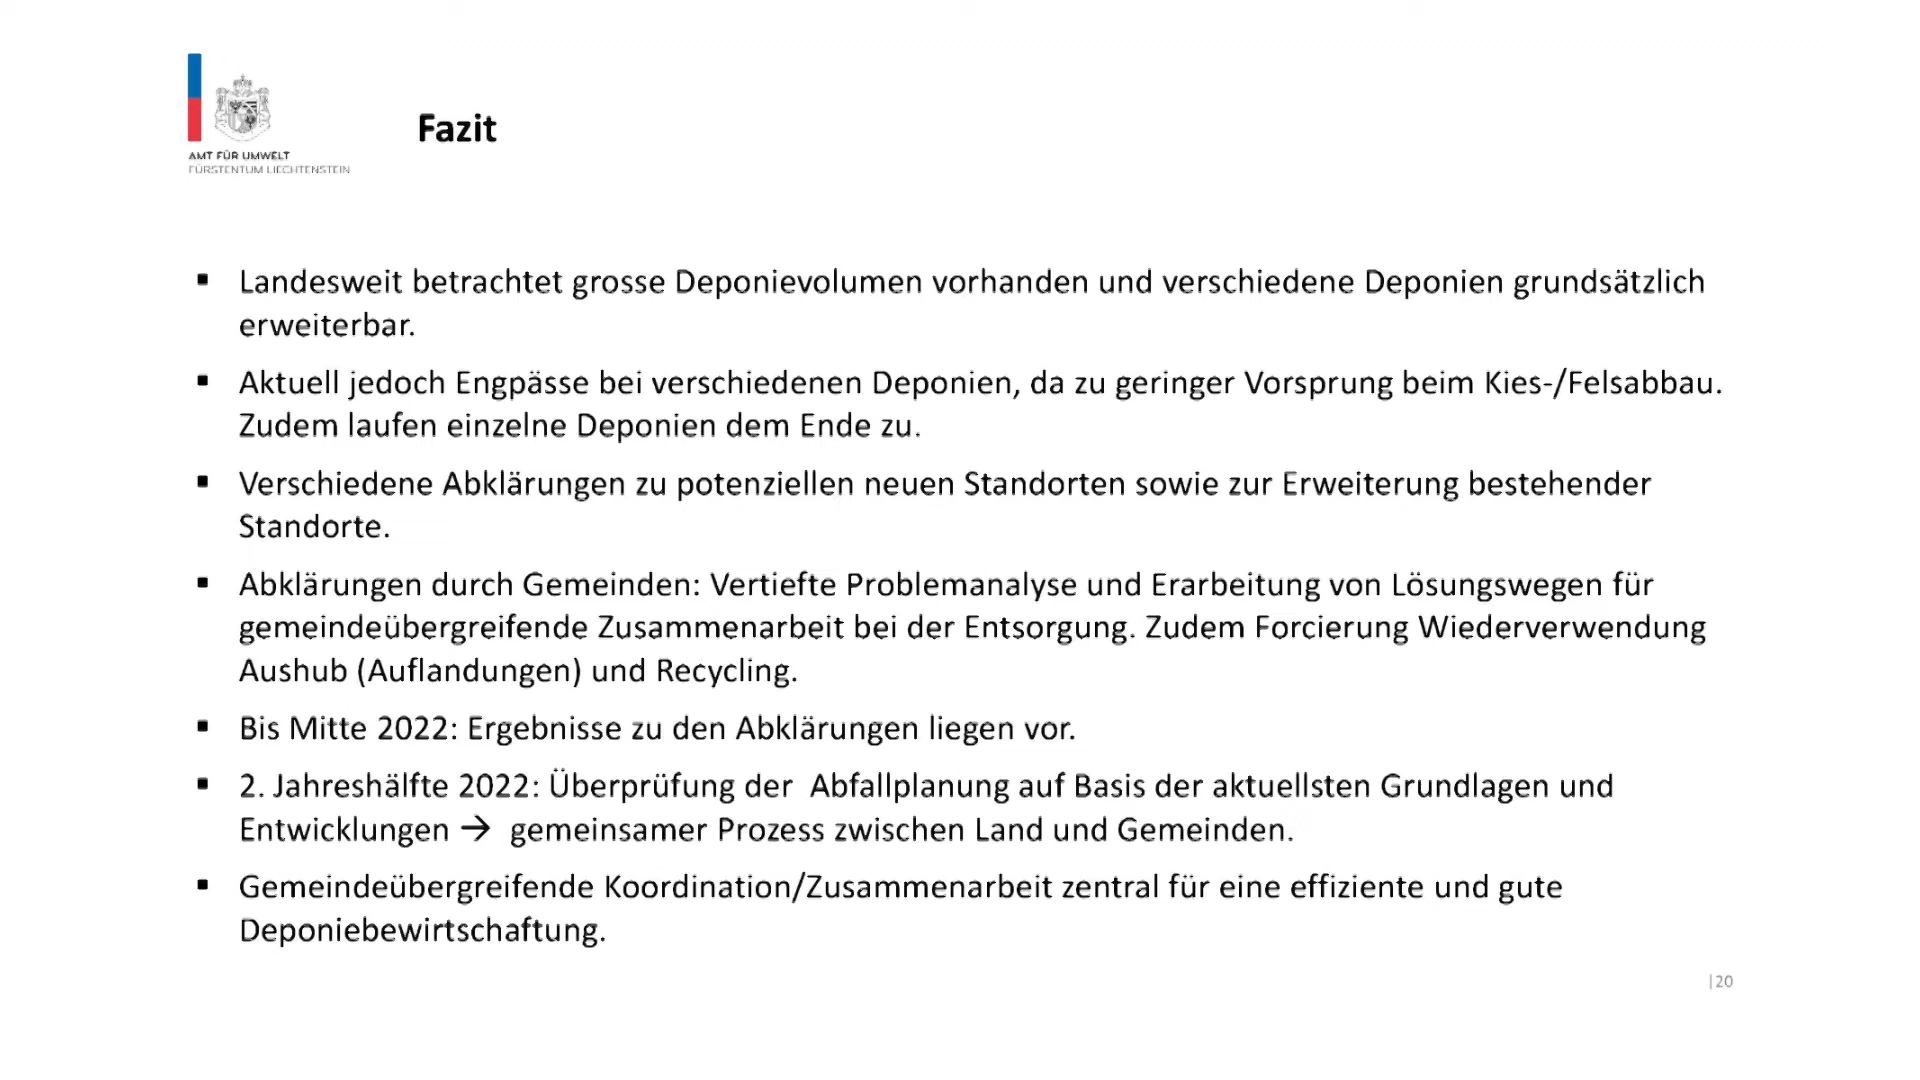 AMT FÜR UMWELT
FÜRSTENTUM LIECHTENSTEIN
Fazit
▪ Landesweit betrachtet grosse Deponievolumen vorhanden und verschiedene Deponien grundsätzlich
erweiterbar.
▪ Aktuell jedoch Engpässe bei verschiedenen Deponien, da zu geringer Vorsprung beim Kies-/Felsabbau.
Zudem laufen einzelne Deponien dem Ende zu.
▪ Verschiedene Abklärungen zu potenziellen neuen Standorten sowie zur Erweiterung bestehender
Standorte.
▪ Abklärungen durch Gemeinden: Vertiefte Problemanalyse und Erarbeitung von Lösungswegen für
gemeindeübergreifende Zusammenarbeit bei der Entsorgung. Zudem Forcierung Wiederverwendung
Aushub (Auflandungen) und Recycling.
▪ Bis Mitte 2022: Ergebnisse zu den Abklärungen liegen vor.
▪ 2. Jahreshälfte 2022: Überprüfung der Abfallplanung auf Basis der aktuellsten Grundlagen und
Entwicklungen → gemeinsamer Prozess zwischen Land und Gemeinden.
▪ Gemeindeübergreifende Koordination/Zusammenarbeit zentral für eine effiziente und gute
Deponiebewirtschaftung.
|20